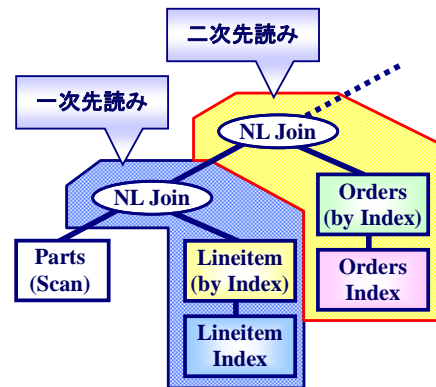 二次先読み
一次先読み
NL Join
NL Join
Orders
(by Index)
Parts
(Scan)
Lineitem
(by Index)
Orders
Index
Lineitem
Index